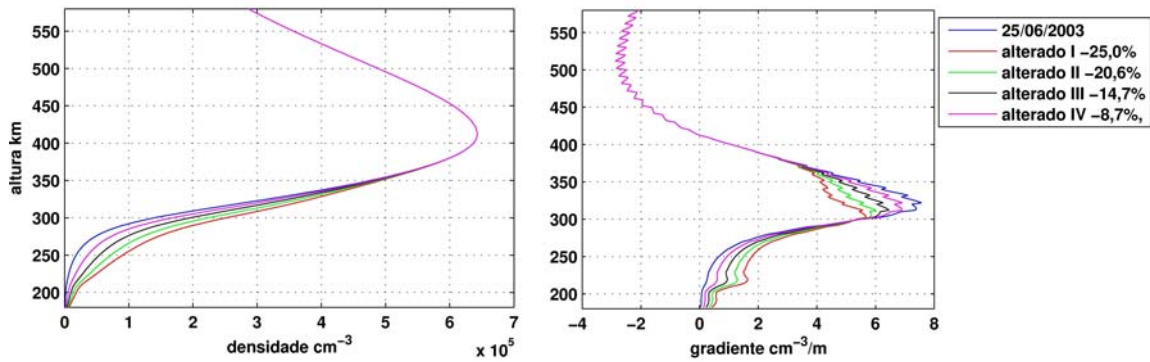 altura km
550
500
450
400
350
300
250
200
0 1 2 3 4 5 6 7
densidade cm⁻³
x 10⁵
550
500
450
400
350
300
250
200
−4 −2 0 2 4 6 8
gradiente cm⁻³/m
25/06/2003
alterado I −25,0%
alterado II −20,6%
alterado III −14,7%
alterado IV −8,7%,